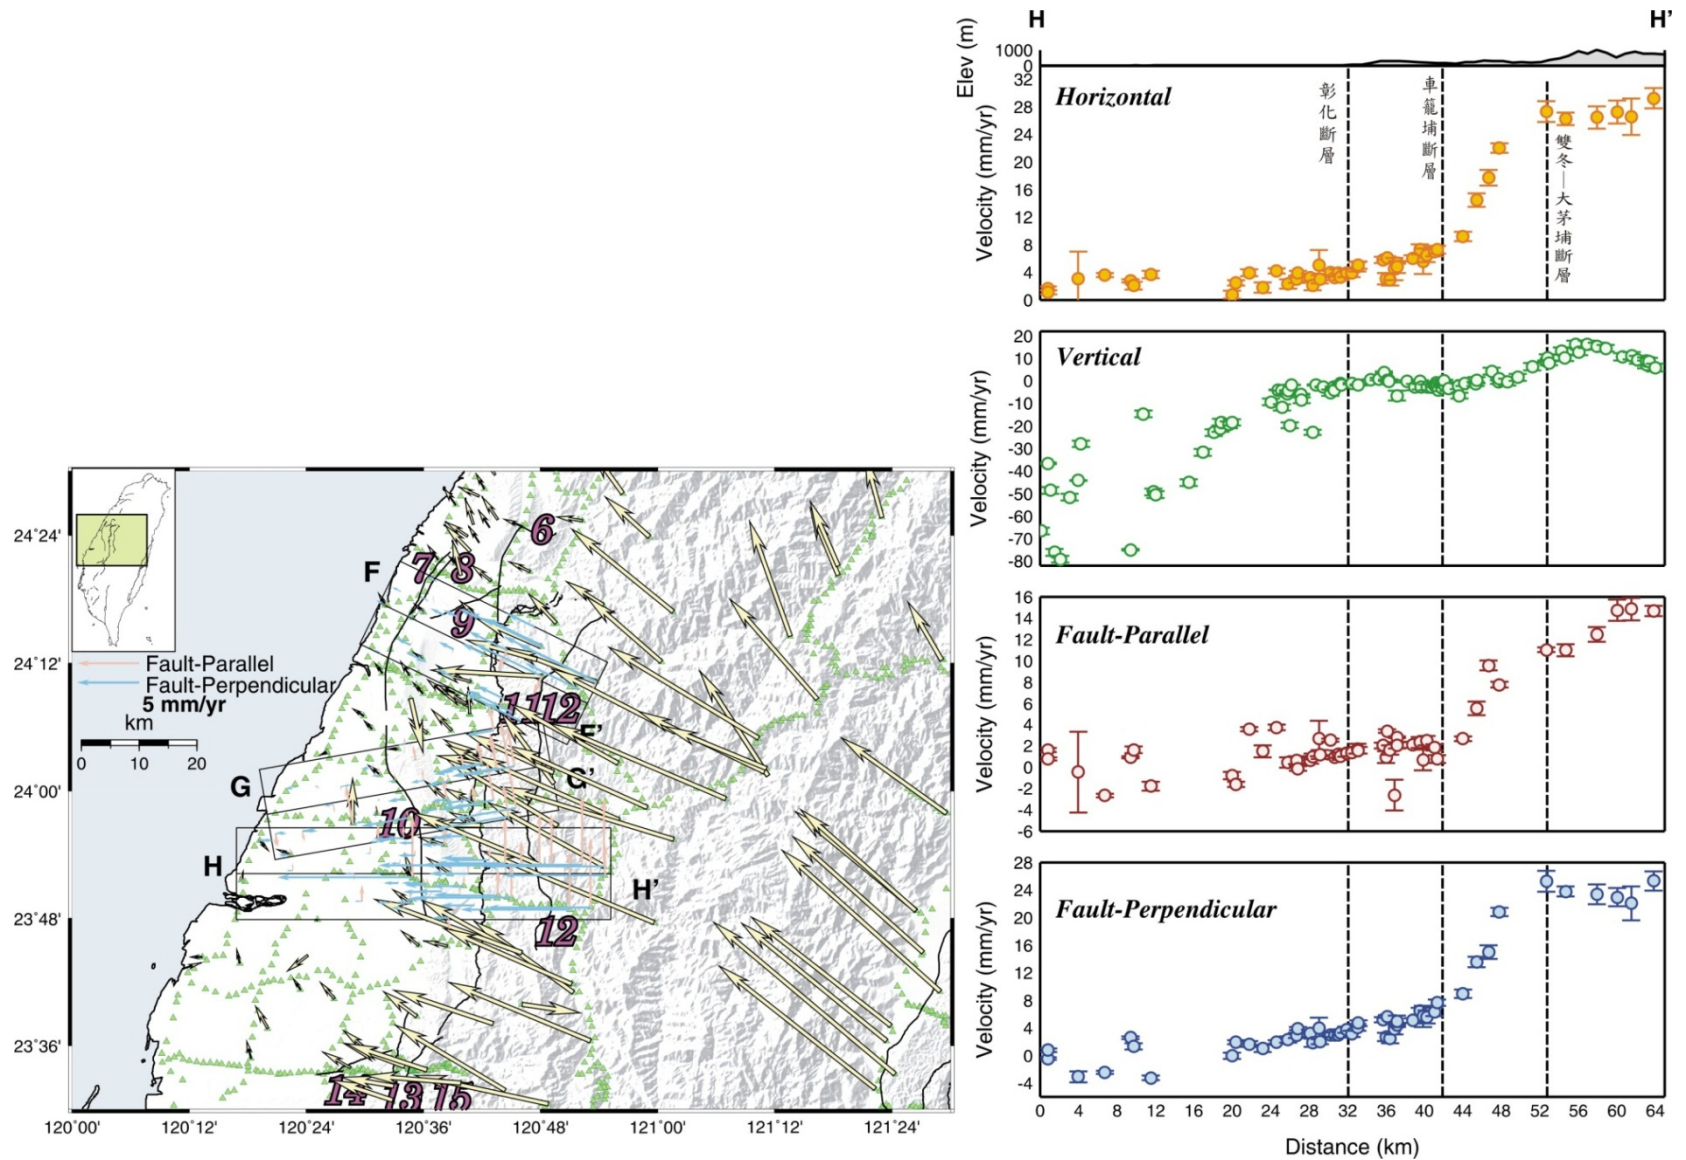 H
H'
Elev (m)
1000
0
Horizontal
Velocity (mm/yr)
32
28
24
20
16
12
8
4
0
彰化斷層
車籠埔斷層
雙冬—大茅埔斷層
Vertical
Velocity (mm/yr)
20
10
0
-10
-20
-30
-40
-50
-60
-70
-80
Fault-Parallel
Velocity (mm/yr)
16
14
12
10
8
6
4
2
0
-2
-4
-6
Fault-Perpendicular
Velocity (mm/yr)
28
24
20
16
12
8
4
0
-4
0 4 8 12 16 20 24 28 32 36 40 44 48 52 56 60 64
Distance (km)
24°24'
24°12'
24°00'
23°48'
23°36'
120°00' 120°12' 120°24' 120°36' 120°48' 121°00' 121°12' 121°24'
Fault-Parallel
Fault-Perpendicular
5 mm/yr
km
0 10 20
F
G
H
F'
G'
H'
6
7
8
9
11
12
10
12
14
13
15